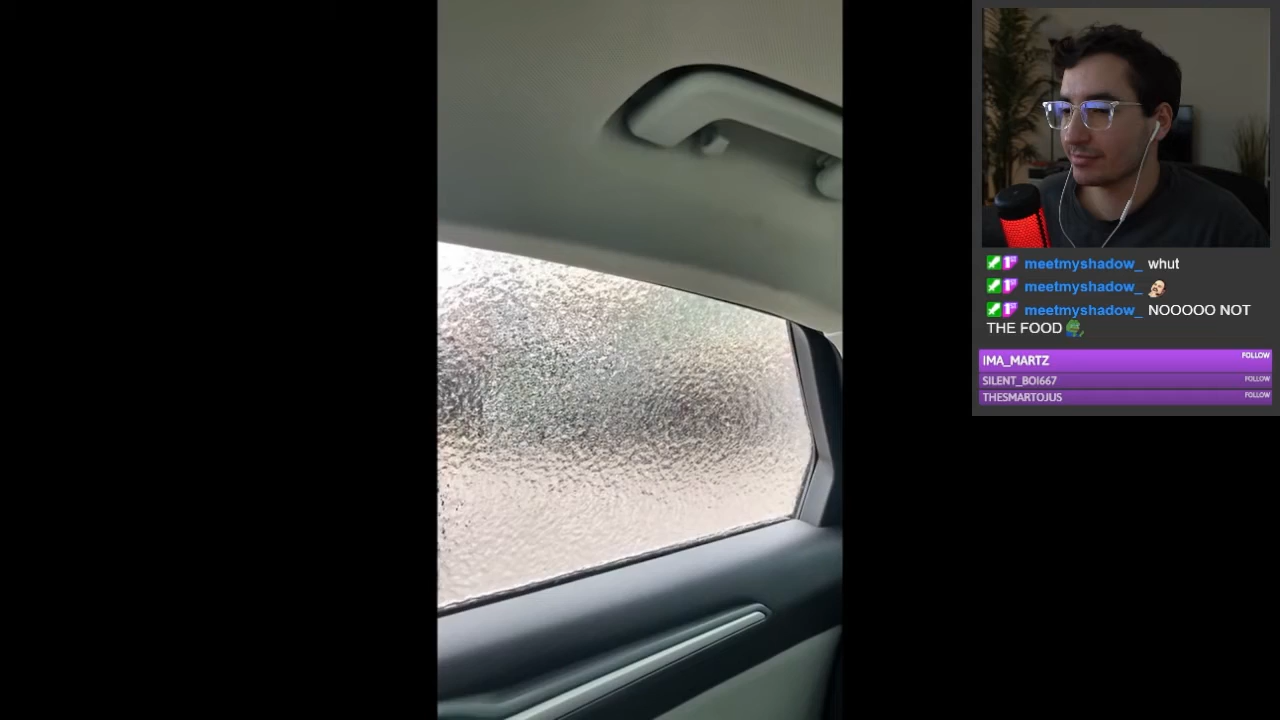 meetmyshadow_ whut
meetmyshadow_
meetmyshadow_ NOOOOO NOT
THE FOOD
IMA_MARTZ FOLLOW
SILENT_BOI667 FOLLOW
THESMARTOJUS FOLLOW